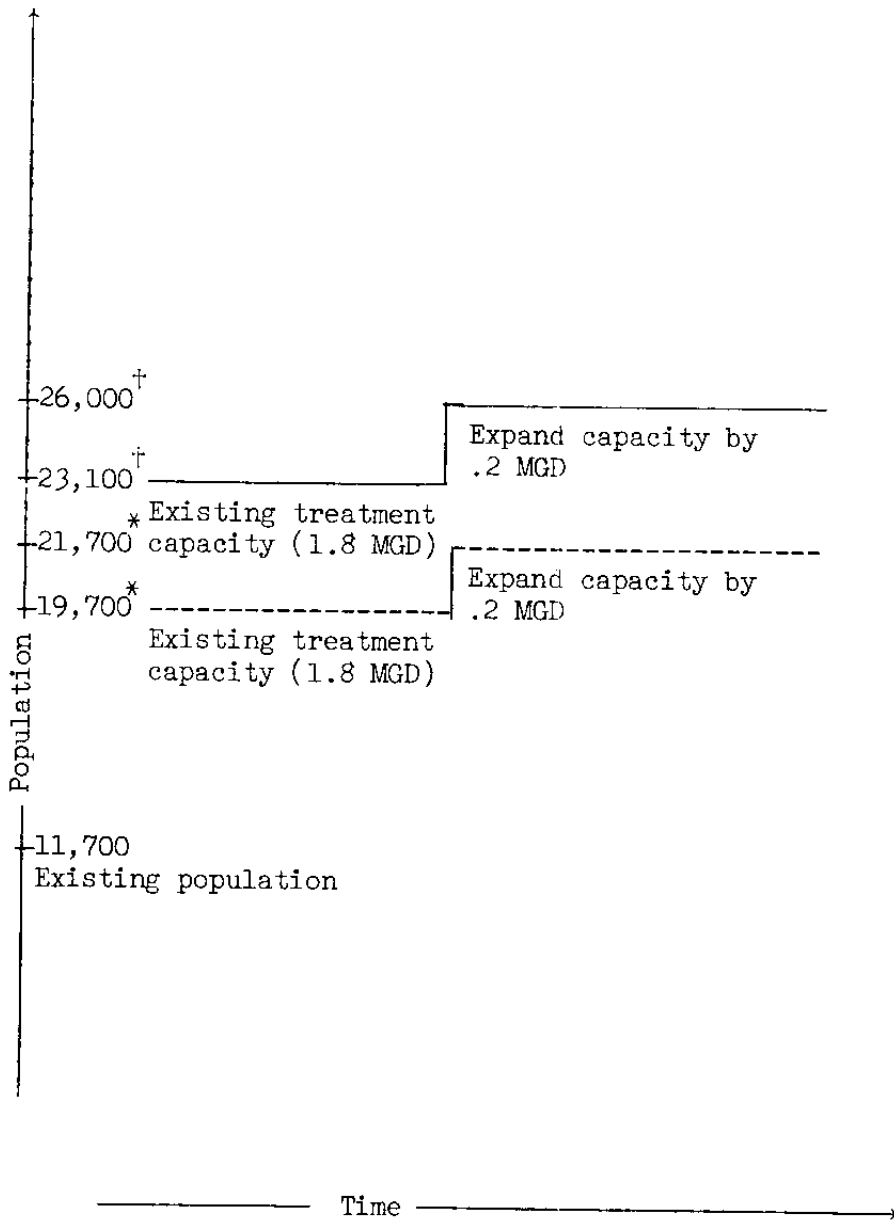 26,000†
Expand capacity by
.2 MGD
23,100†
Existing treatment
capacity (1.8 MGD)
21,700*
Expand capacity by
.2 MGD
19,700*
Existing treatment
capacity (1.8 MGD)
Population
11,700
Existing population
Time